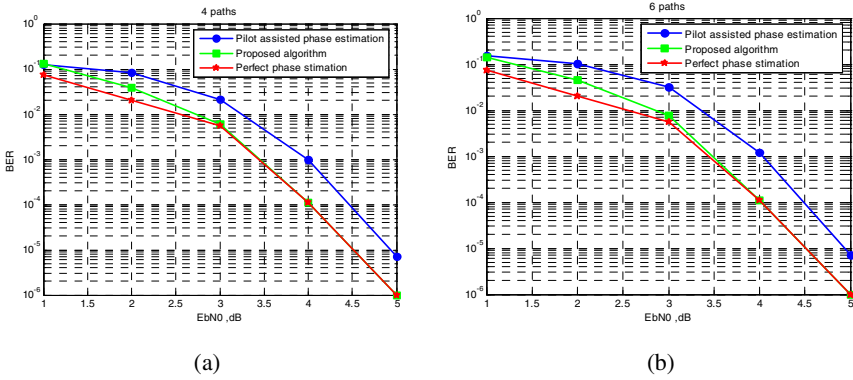 4 paths
10^0
10^-1
10^-2
10^-3
10^-4
10^-5
10^-6
BER
Pilot assisted phase estimation
Proposed algorithm
Perfect phase stimation
1 1.5 2 2.5 3 3.5 4 4.5 5
EbN0 ,dB
(a)
6 paths
10^0
10^-1
10^-2
10^-3
10^-4
10^-5
10^-6
BER
Pilot assisted phase estimation
Proposed algorithm
Perfect phase stimation
1 1.5 2 2.5 3 3.5 4 4.5 5
EbN0 ,dB
(b)